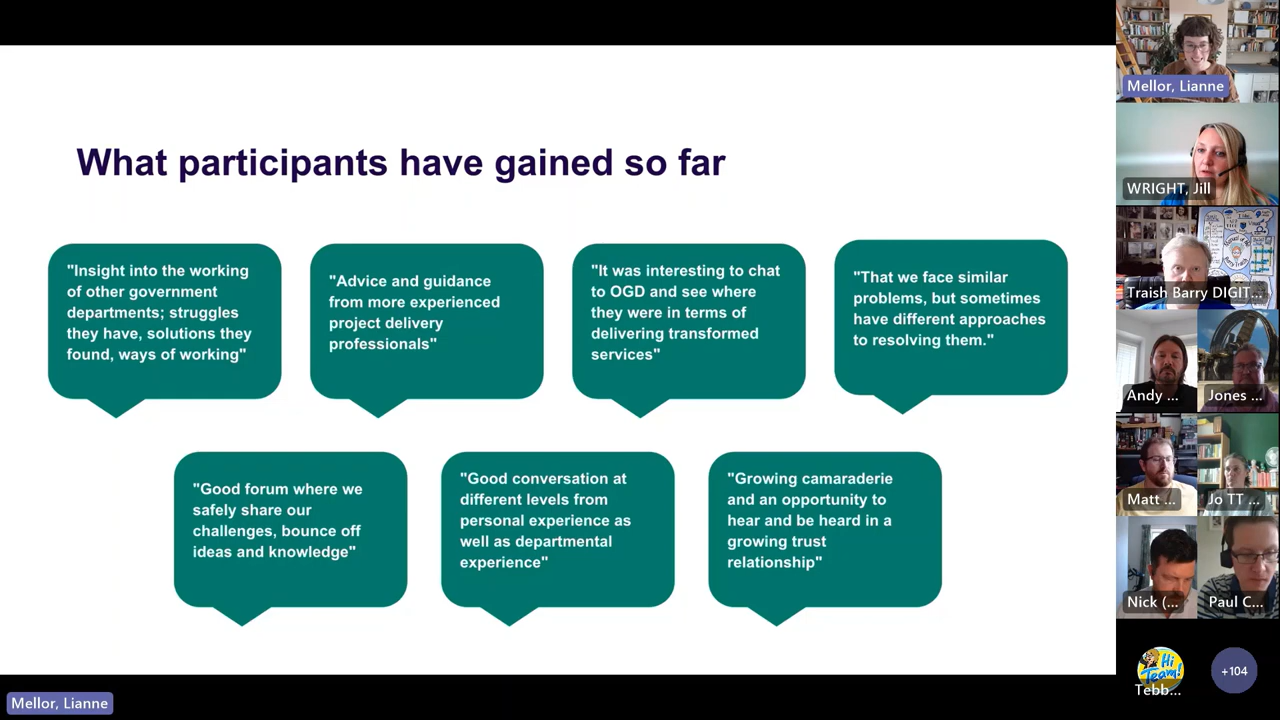 What participants have gained so far
"Insight into the working
of other government
departments; struggles
they have, solutions they
found, ways of working"
"Advice and guidance
from more experienced
project delivery
professionals"
"It was interesting to chat
to OGD and see where
they were in terms of
delivering transformed
services"
"That we face similar
problems, but sometimes
have different approaches
to resolving them."
"Good forum where we
safely share our
challenges, bounce off
ideas and knowledge"
"Good conversation at
different levels from
personal experience as
well as departmental
experience"
"Growing camaraderie
and an opportunity to
hear and be heard in a
growing trust
relationship"
Mellor, Lianne
Mellor, Lianne
WRIGHT, Jill
Traish Barry DIGIT...
Andy ...
Jones ...
Matt ...
Jo TT ...
Nick (...
Paul C...
Hi
Team!
Tebb...
+104